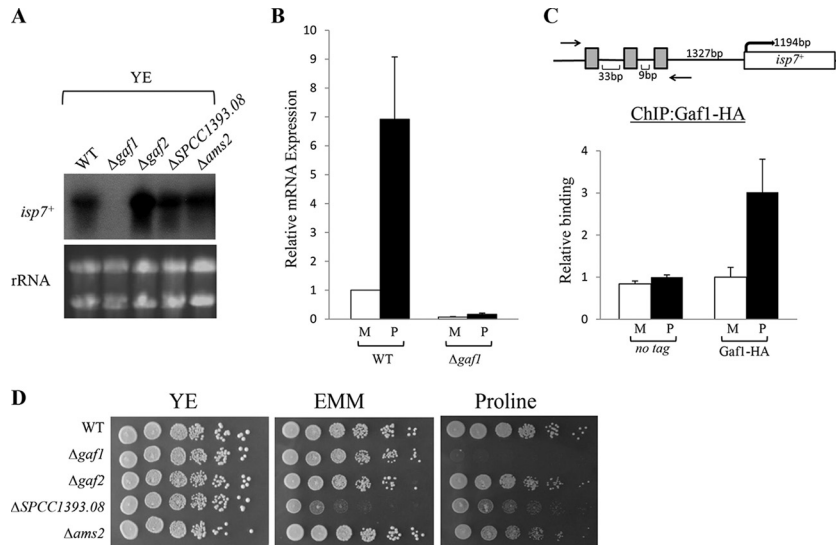 A
YE
WT
Δgaf1
Δgaf2
ΔSPCC1393.08
Δams2
isp7+
rRNA
B
Relative mRNA Expression
10
9
8
7
6
5
4
3
2
1
0
M P M P
WT Δgaf1
C
1194bp
1327bp
isp7+
33bp 9bp
ChIP:Gaf1-HA
Relative binding
4
3
2
1
0
M P M P
no tag Gaf1-HA
D
YE EMM Proline
WT
Δgaf1
Δgaf2
ΔSPCC1393.08
Δams2